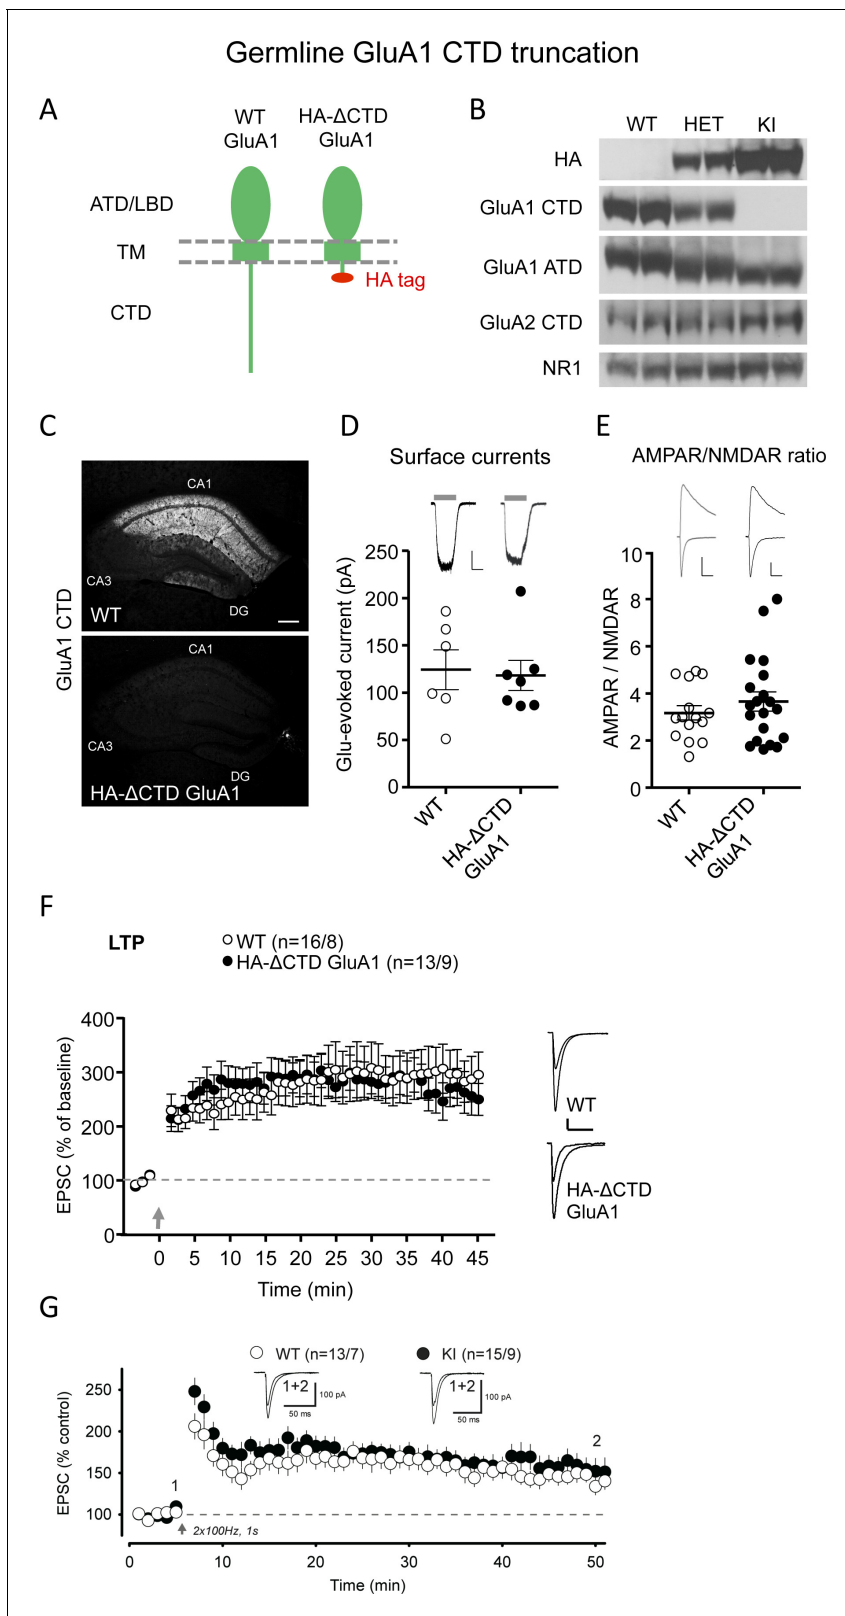 Germline GluA1 CTD truncation
A
WT
GluA1
HA-ΔCTD
GluA1
ATD/LBD
TM
HA tag
CTD
B
WT HET KI
HA
GluA1 CTD
GluA1 ATD
GluA2 CTD
NR1
C
GluA1 CTD
CA1
CA3
DG
WT
CA1
CA3
DG
HA-ΔCTD GluA1
D
Surface currents
Glu-evoked current (pA)
250
200
150
100
50
0
WT
HA-ΔCTD
GluA1
E
AMPAR/NMDAR ratio
AMPAR / NMDAR
10
8
6
4
2
0
WT
HA-ΔCTD
GluA1
F
LTP
WT (n=16/8)
HA-ΔCTD GluA1 (n=13/9)
EPSC (% of baseline)
400
300
200
100
0
0 5 10 15 20 25 30 35 40 45
Time (min)
WT
HA-ΔCTD
GluA1
G
WT (n=13/7) KI (n=15/9)
1+2
100 pA
50 ms
1+2
100 pA
50 ms
EPSC (% control)
250
200
150
100
1
2
2x100Hz, 1s
0 10 20 30 40 50
Time (min)